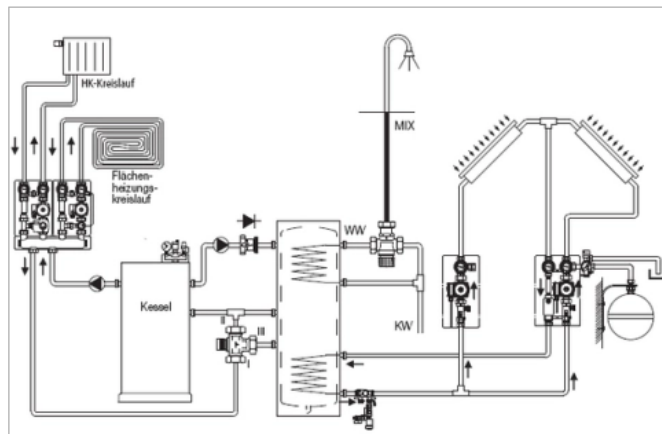 HK-Kreislauf
Flächen-
heizungs-
kreislauf
MIX
WW
Kessel
II
III
I
KW